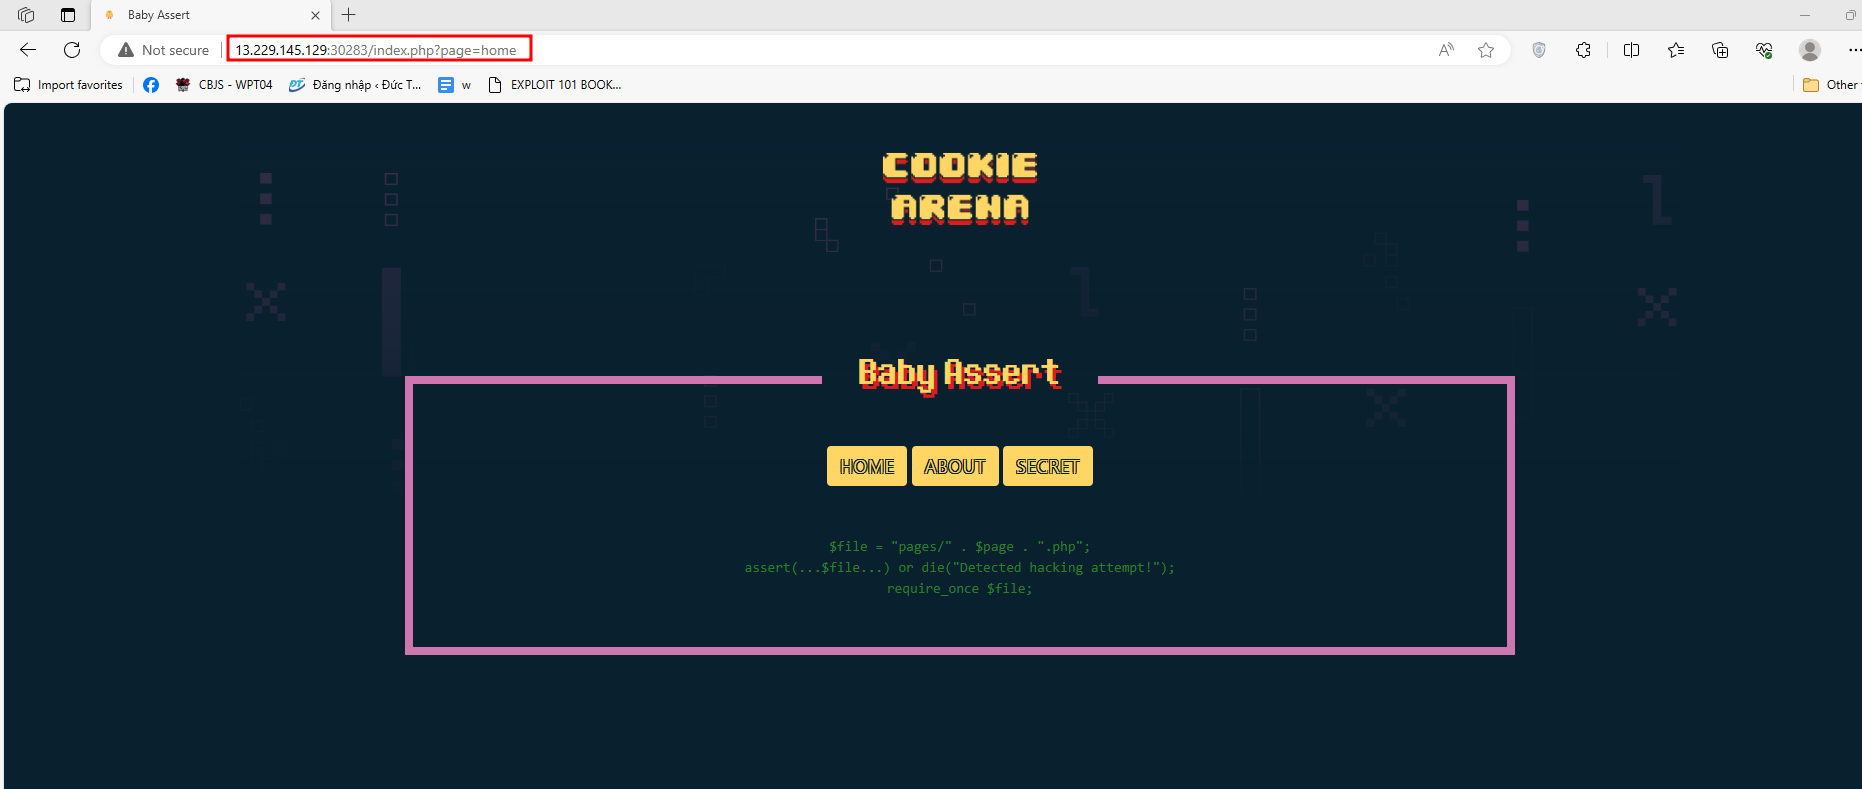 Baby Assert
Not secure
13.229.145.129:30283/index.php?page=home
Import favorites
CBJS - WPT04
Đăng nhập ‹ Đức T...
w
EXPLOIT 101 BOOK...
Other
COOKIE
ARENA
Baby Assert
HOME
ABOUT
SECRET
$file = "pages/" . $page . ".php";
assert(...$file...) or die("Detected hacking attempt!");
require_once $file;